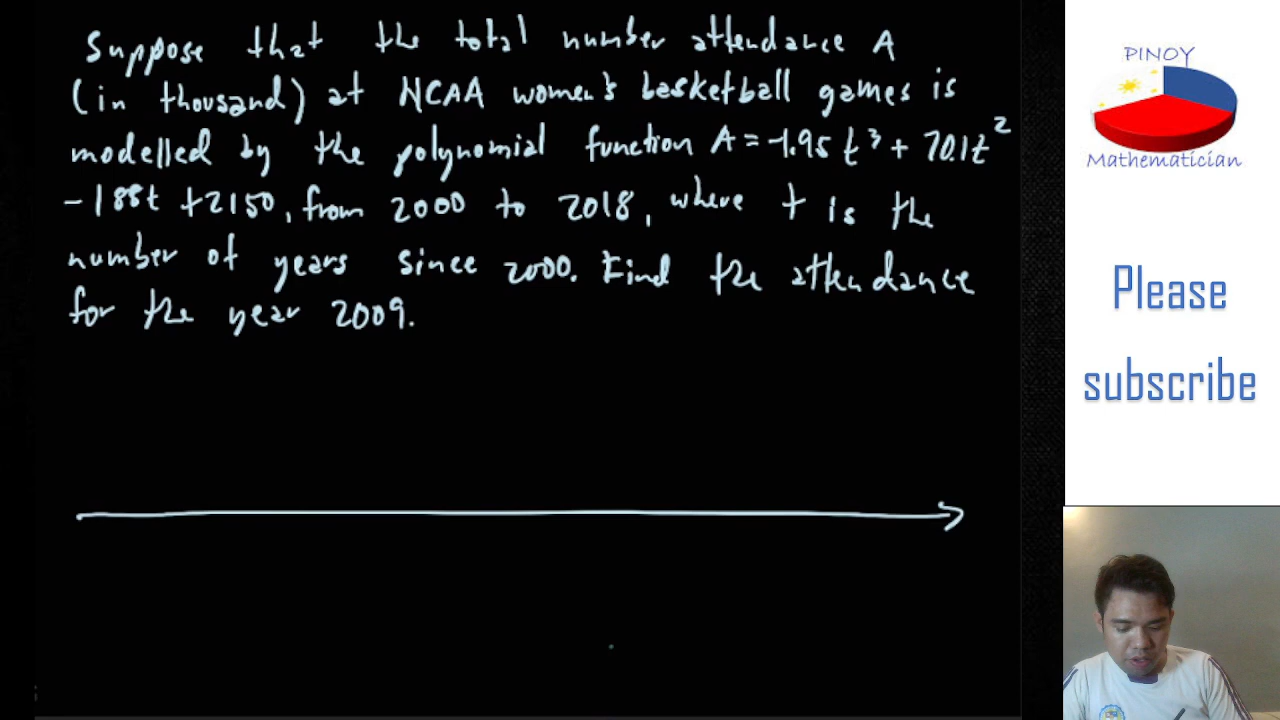 Suppose that the total number attendance A
(in thousand) at NCAA women's basketball games is
modelled by the polynomial function A = -1.95t³ + 70.1t²
- 188t + 2150, from 2000 to 2018, where t is the
number of years since 2000. Find the attendance
for the year 2009.
PINOY
Mathematician
Please
subscribe